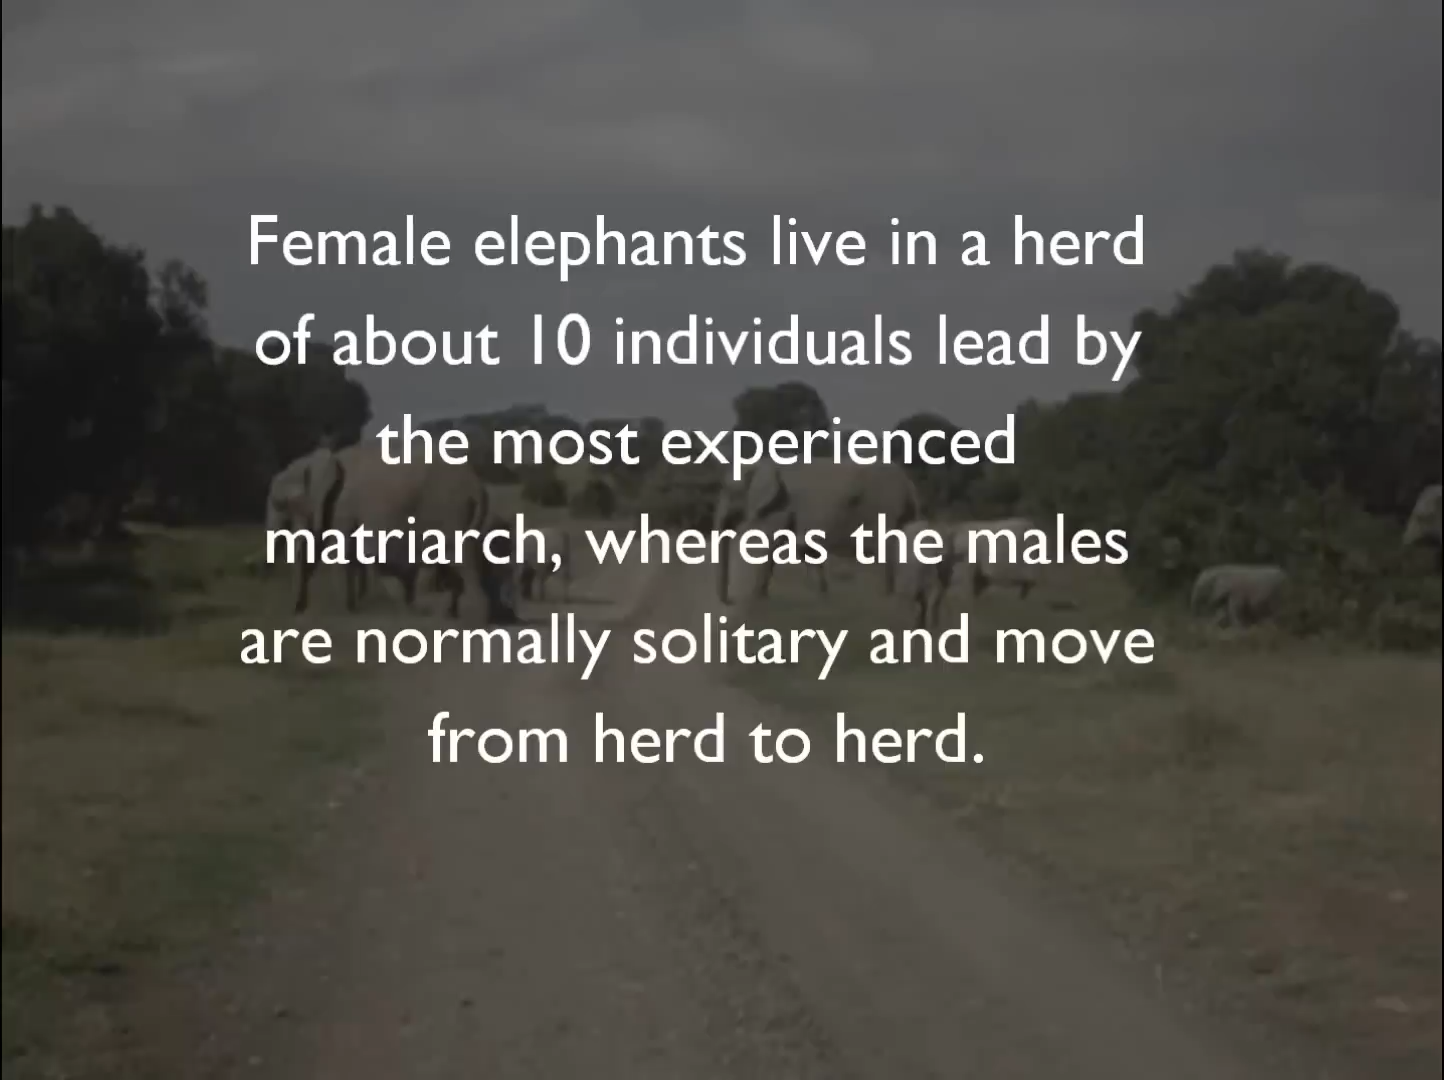 Female elephants live in a herd
of about 10 individuals lead by
the most experienced
matriarch, whereas the males
are normally solitary and move
from herd to herd.